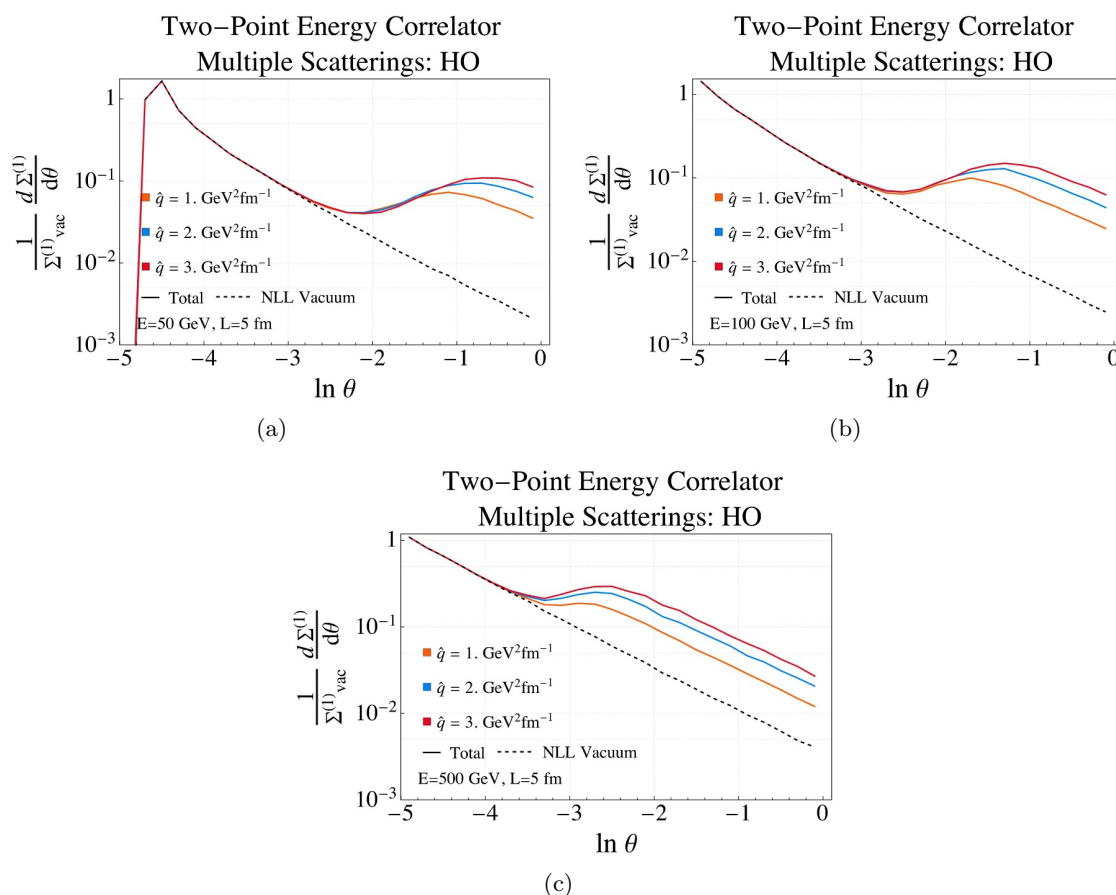 Two−Point Energy Correlator
Multiple Scatterings: HO
1
10⁻¹
10⁻²
10⁻³
1/Σ⁽¹⁾vac dΣ⁽¹⁾/dθ
q̂ = 1. GeV²fm⁻¹
q̂ = 2. GeV²fm⁻¹
q̂ = 3. GeV²fm⁻¹
Total NLL Vacuum
E=50 GeV, L=5 fm
−5 −4 −3 −2 −1 0
ln θ
(a)
Two−Point Energy Correlator
Multiple Scatterings: HO
1
10⁻¹
10⁻²
10⁻³
1/Σ⁽¹⁾vac dΣ⁽¹⁾/dθ
q̂ = 1. GeV²fm⁻¹
q̂ = 2. GeV²fm⁻¹
q̂ = 3. GeV²fm⁻¹
Total NLL Vacuum
E=100 GeV, L=5 fm
−5 −4 −3 −2 −1 0
ln θ
(b)
Two−Point Energy Correlator
Multiple Scatterings: HO
1
10⁻¹
10⁻²
10⁻³
1/Σ⁽¹⁾vac dΣ⁽¹⁾/dθ
q̂ = 1. GeV²fm⁻¹
q̂ = 2. GeV²fm⁻¹
q̂ = 3. GeV²fm⁻¹
Total NLL Vacuum
E=500 GeV, L=5 fm
−5 −4 −3 −2 −1 0
ln θ
(c)